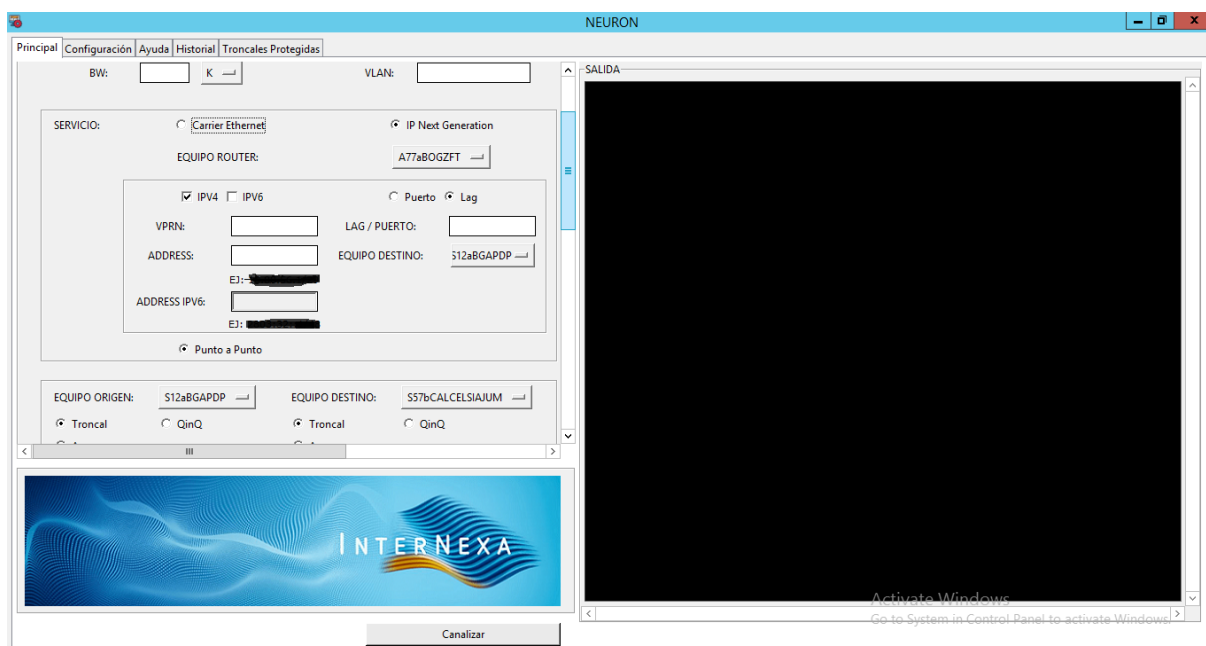 NEURON
Principal Configuración Ayuda Historial Troncales Protegidas
BW: K VLAN:
SERVICIO: Carrier Ethernet IP Next Generation
EQUIPO ROUTER: A77aBOGZFT
IPV4 IPV6 Puerto Lag
VPRN: LAG / PUERTO:
ADDRESS: EQUIPO DESTINO: S12aBGAPDP
EJ:
ADDRESS IPV6:
EJ:
Punto a Punto
EQUIPO ORIGEN: S12aBGAPDP EQUIPO DESTINO: S57bCALCELSIAJUM
Troncal QinQ Troncal QinQ
INTERNEXA
Canalizar
SALIDA
Activate Windows
Go to System in Control Panel to activate Windows.